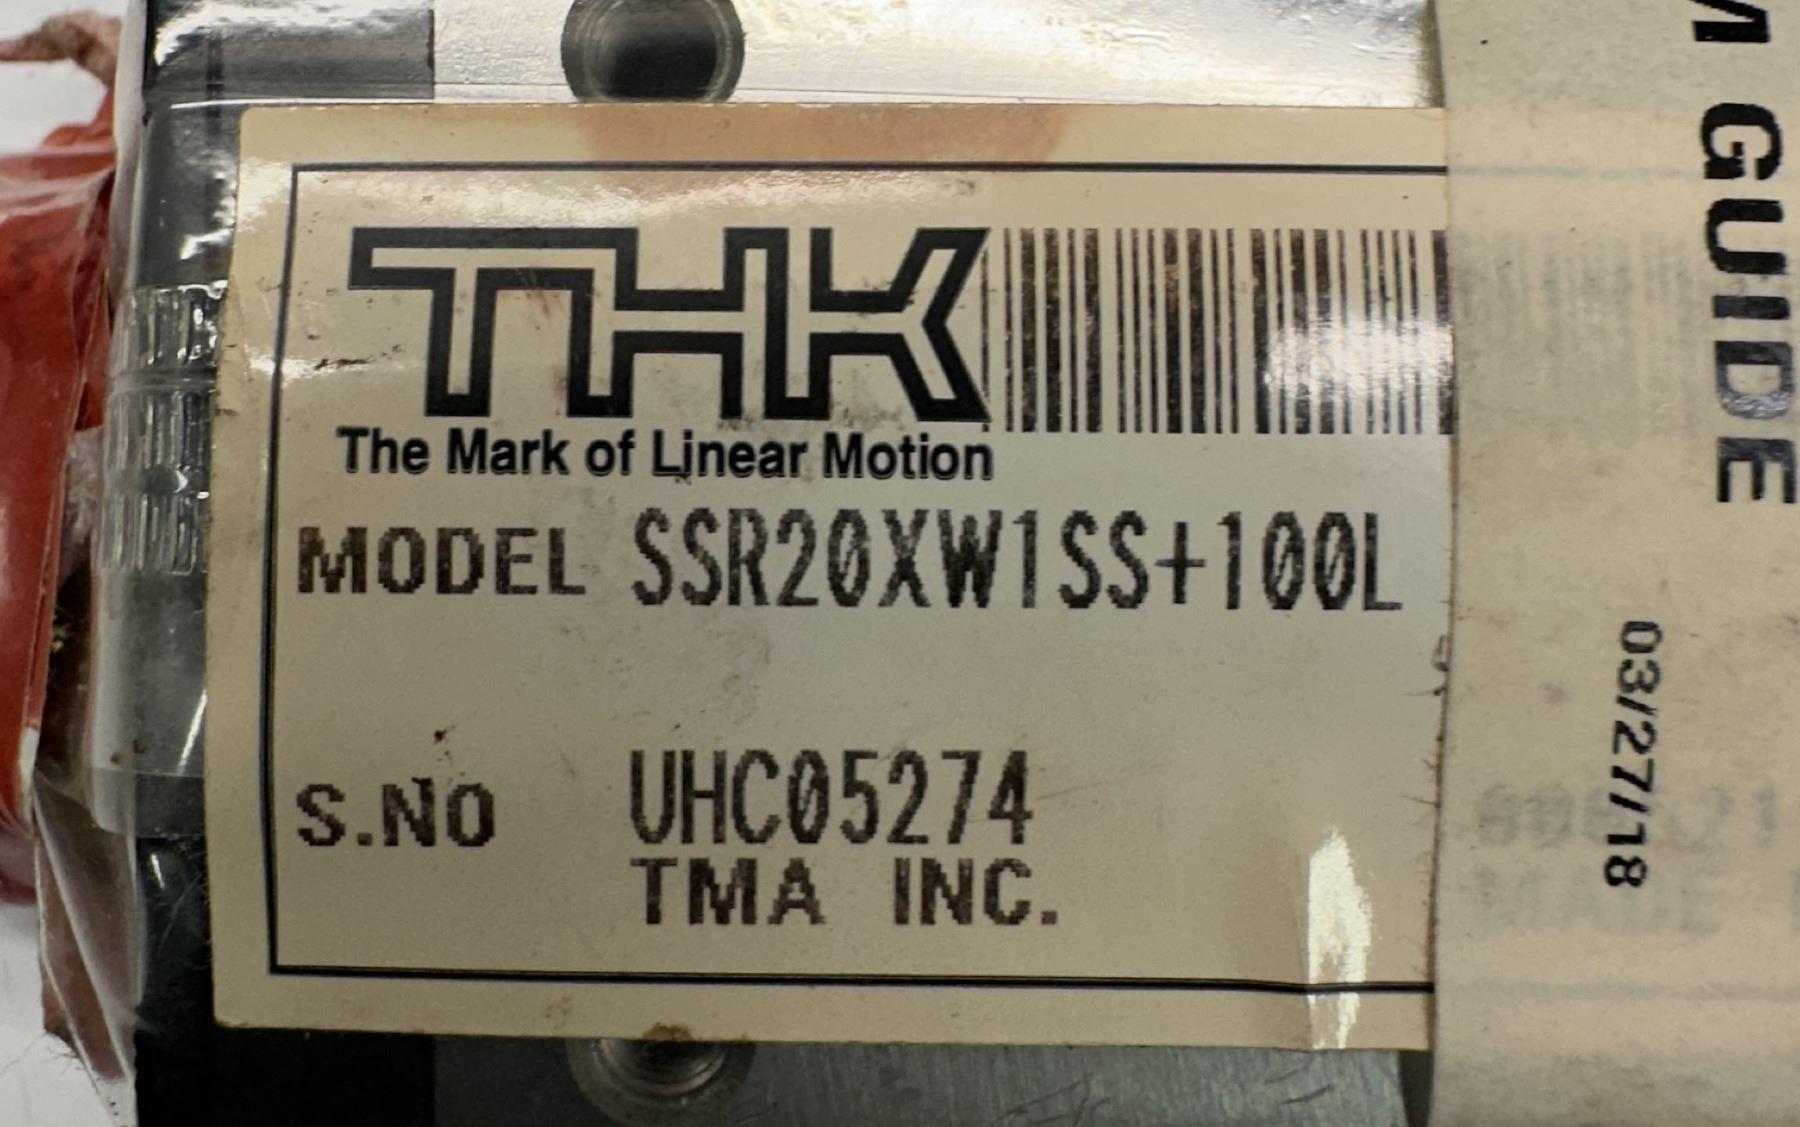 THK
The Mark of Linear Motion
MODEL SSR20XW1SS+100L
S.NO UHC05274
TMA INC.
GUIDE
03/27/18